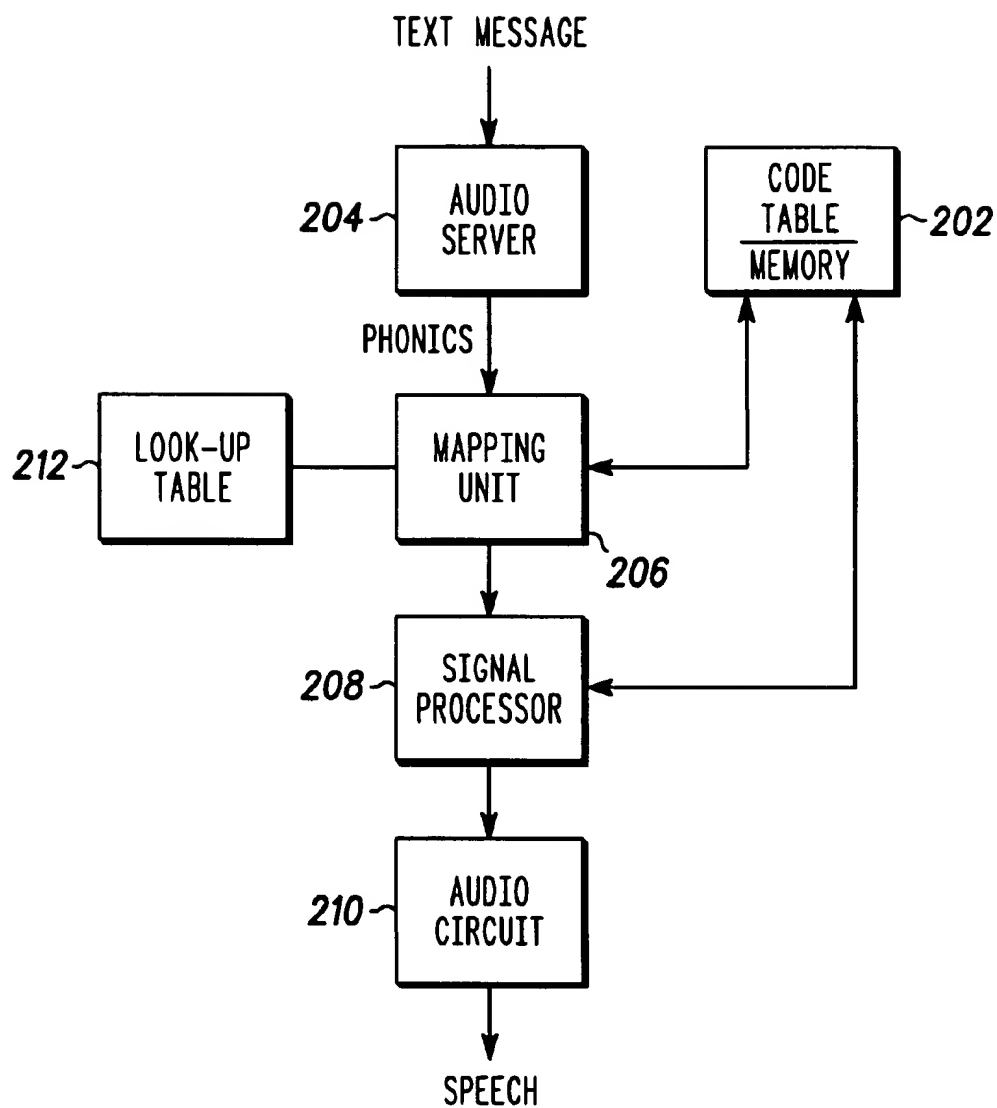 TEXT MESSAGE
204
AUDIO
SERVER
CODE
TABLE
MEMORY
202
PHONICS
212
LOOK-UP
TABLE
MAPPING
UNIT
206
208
SIGNAL
PROCESSOR
210
AUDIO
CIRCUIT
SPEECH